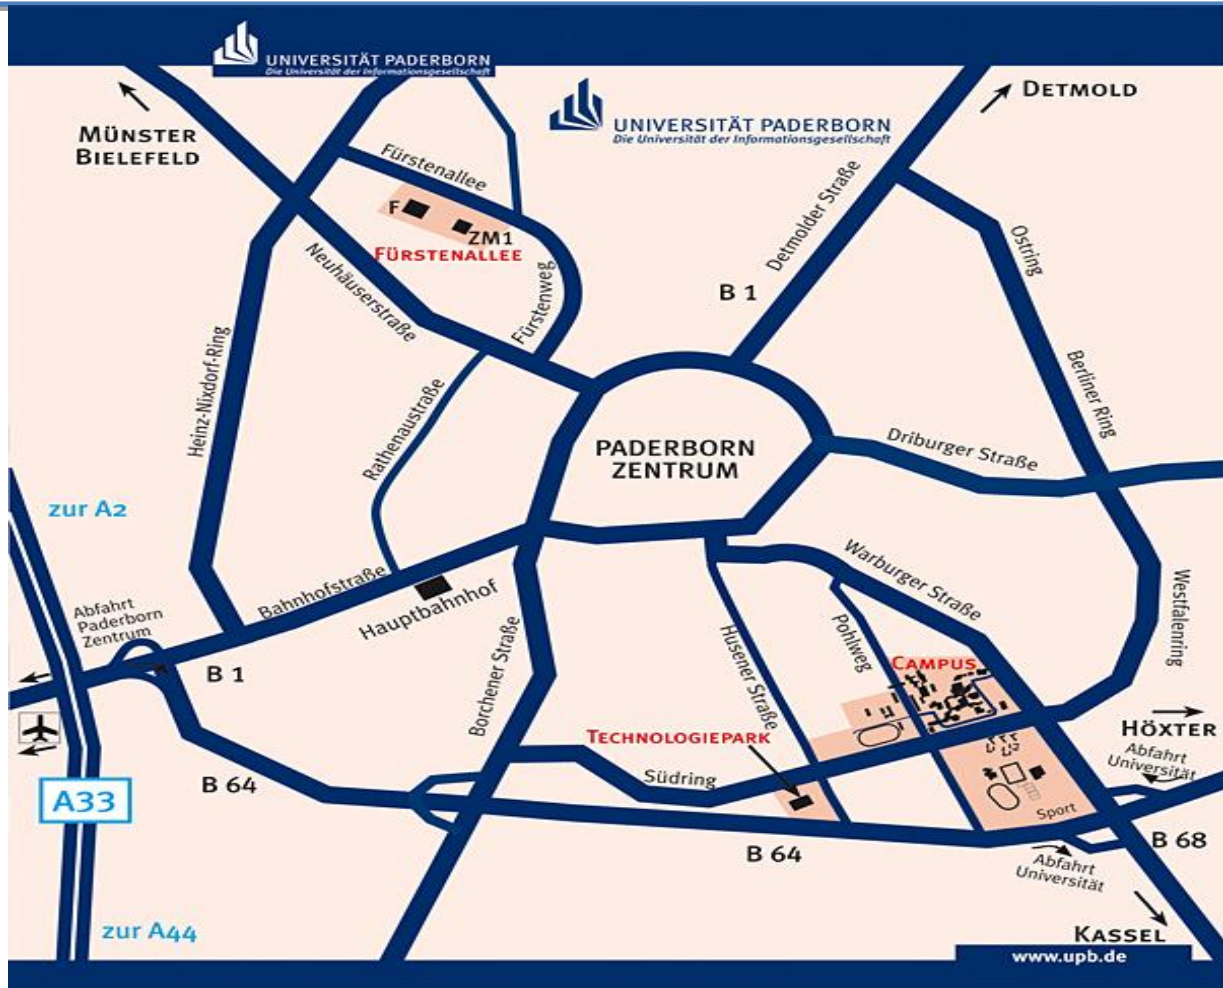 UNIVERSITÄT PADERBORN
Die Universität der Informationsgesellschaft
UNIVERSITÄT PADERBORN
Die Universität der Informationsgesellschaft
DETMOLD
MÜNSTER
BIELEFELD
Fürstenallee
F
ZM1
FÜRSTENALLEE
Neuhäuserstraße
Fürstenweg
Detmolder Straße
B 1
Ostring
Heinz-Nixdorf-Ring
Rathenaustraße
Berliner Ring
PADERBORN
ZENTRUM
Driburger Straße
zur A2
Warburger Straße
Abfahrt
Paderborn
Zentrum
Bahnhofstraße
Hauptbahnhof
Westfalenring
Borchener Straße
Husener Straße
Pohlweg
CAMPUS
B 1
TECHNOLOGIEPARK
HÖXTER
Abfahrt
Universität
Südring
B 64
A33
Sport
B 64
B 68
Abfahrt
Universität
zur A44
KASSEL
www.upb.de